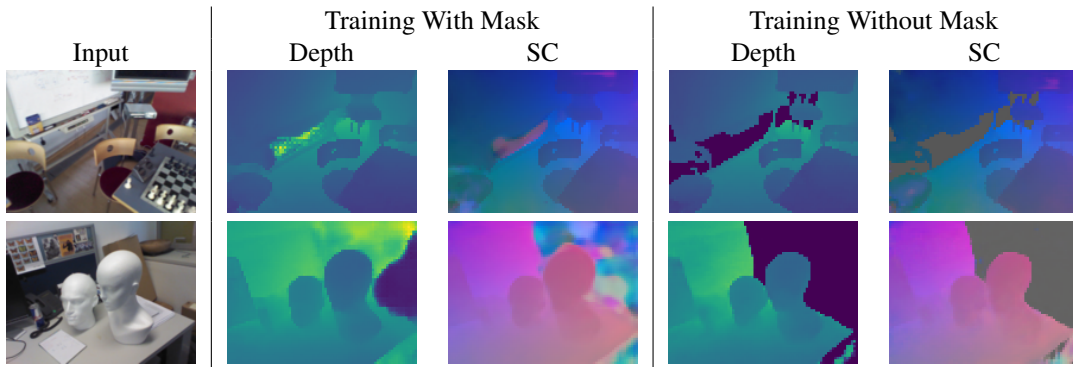 Training With Mask Training Without Mask
Input Depth SC Depth SC